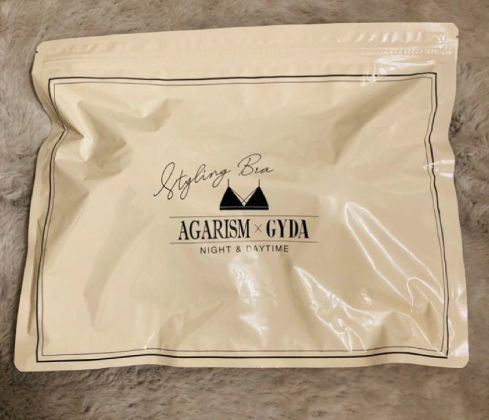 Styling Bra
AGARISM × GYDA
NIGHT & DAYTIME